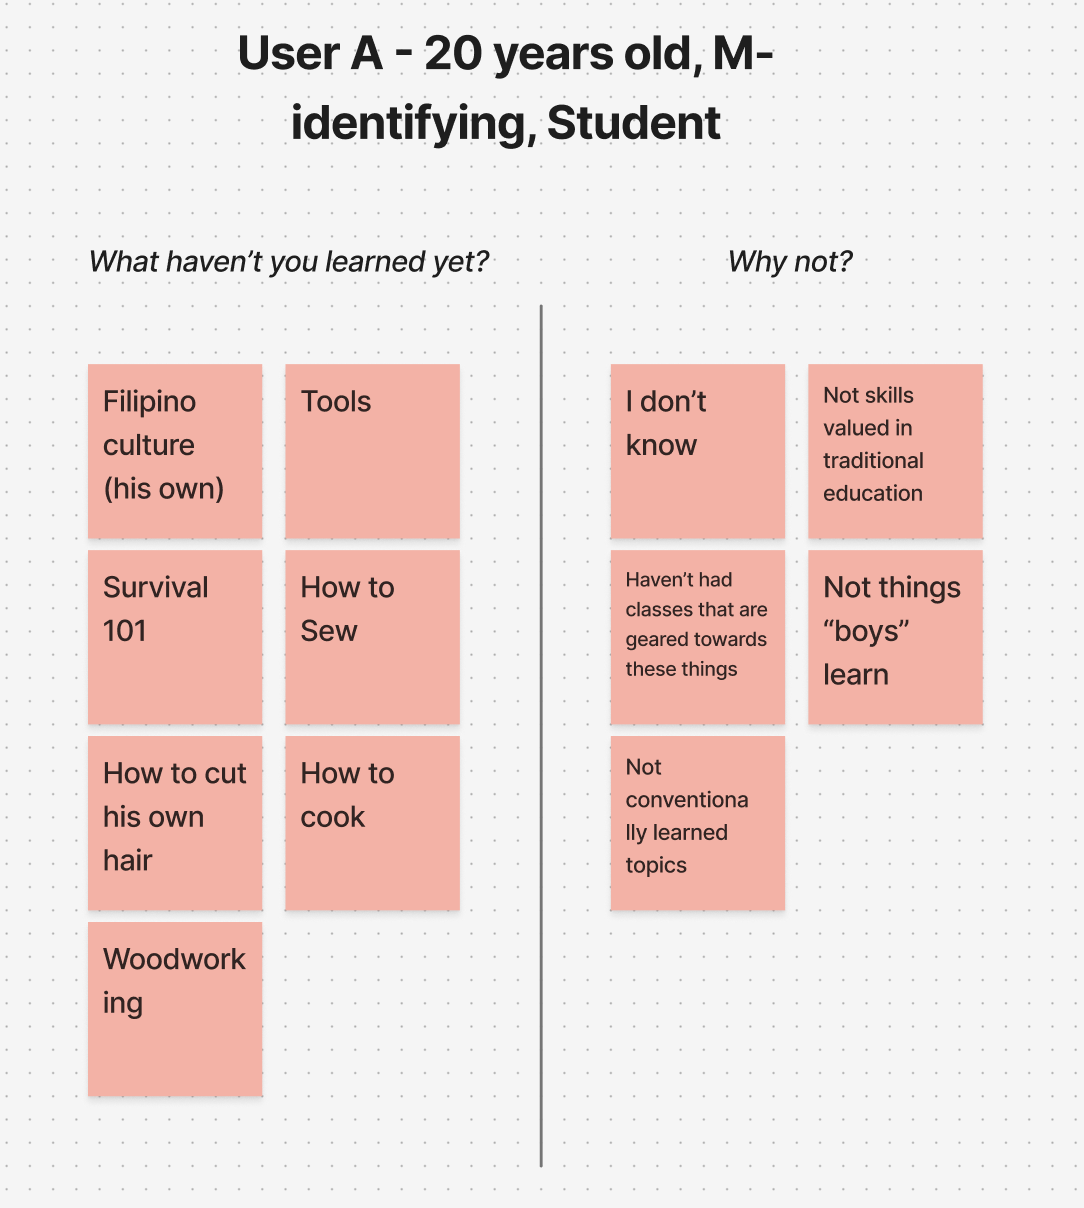 User A - 20 years old, M-
identifying, Student
What haven’t you learned yet?
Why not?
Filipino
culture
(his own)
Tools
Survival
101
How to
Sew
How to cut
his own
hair
How to
cook
Woodwork
ing
I don’t
know
Not skills
valued in
traditional
education
Haven’t had
classes that are
geared towards
these things
Not things
“boys”
learn
Not
conventiona
lly learned
topics